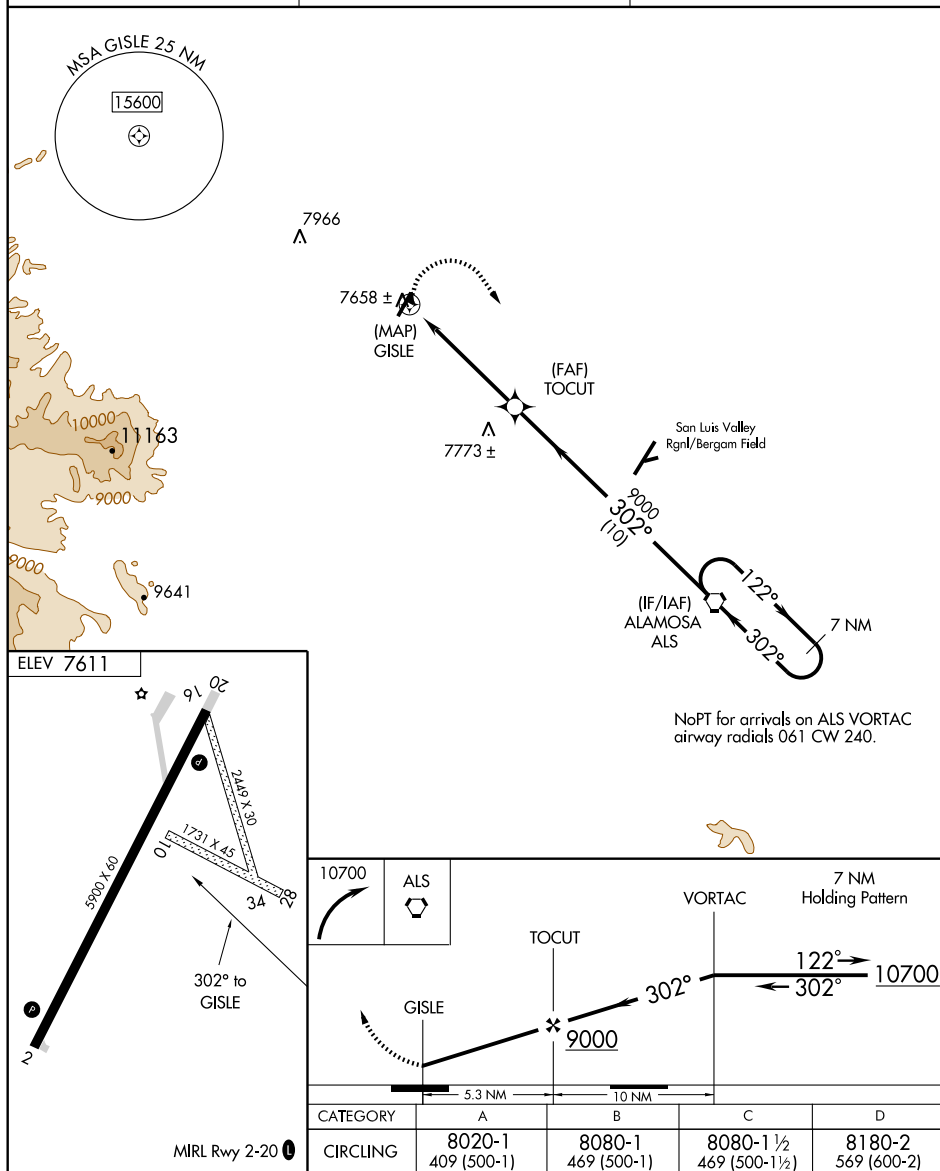 MSA GISLE 25 NM
15600
7966
7658 ±
(MAP)
GISLE
(FAF)
TOCUT
7773 ±
San Luis Valley
Rgnl/Bergam Field
10000
11163
9000
9000
302°
(10)
9000
9641
(IF/IAF)
ALAMOSA
ALS
122°
302°
7 NM
NoPT for arrivals on ALS VORTAC
airway radials 061 CW 240.
ELEV 7611
16
20
2449 X 30
1731 X 45
10
5900 X 60
34
28
302° to
GISLE
2
MIRL Rwy 2-20 L
10700
ALS
VORTAC
7 NM
Holding Pattern
TOCUT
GISLE
302°
122°
302°
10700
9000
5.3 NM
10 NM
CATEGORY A B C D
CIRCLING 8020-1 8080-1 8080-1½ 8180-2
409 (500-1) 469 (500-1) 469 (500-1½) 569 (600-2)